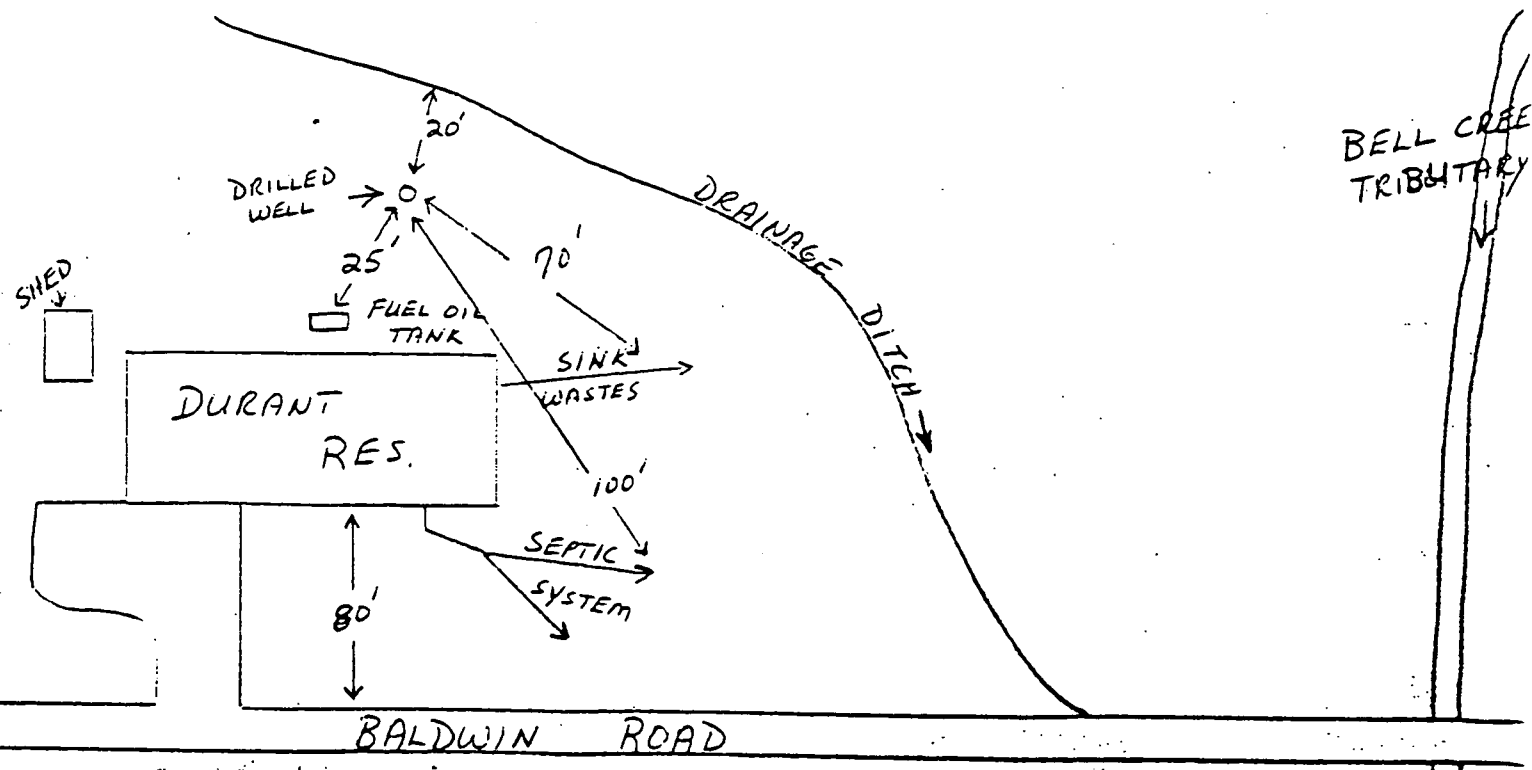 20'
BELL CREE
TRIBUTARY
DRILLED
WELL
DRAINAGE
DITCH
25'
70'
SHED
FUEL OIL
TANK
SINK
WASTES
DURANT
RES.
100'
SEPTIC
SYSTEM
80'
BALDWIN ROAD